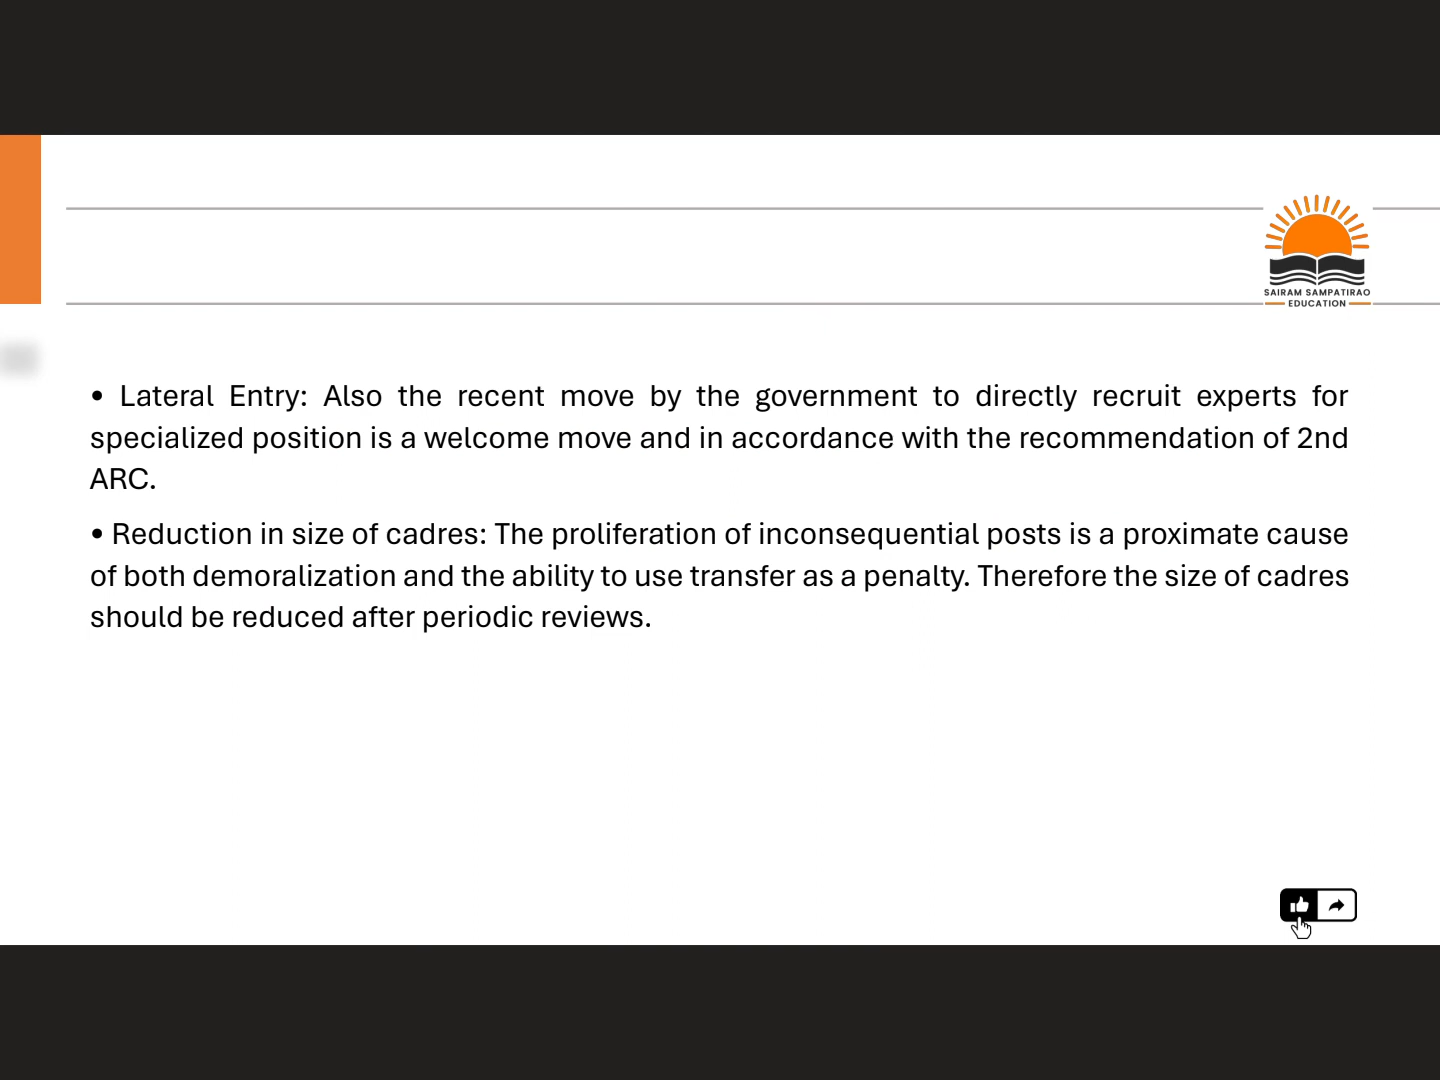 SAIRAM SAMPATIRAO
EDUCATION
• Lateral Entry: Also the recent move by the government to directly recruit experts for
specialized position is a welcome move and in accordance with the recommendation of 2nd
ARC.
• Reduction in size of cadres: The proliferation of inconsequential posts is a proximate cause
of both demoralization and the ability to use transfer as a penalty. Therefore the size of cadres
should be reduced after periodic reviews.